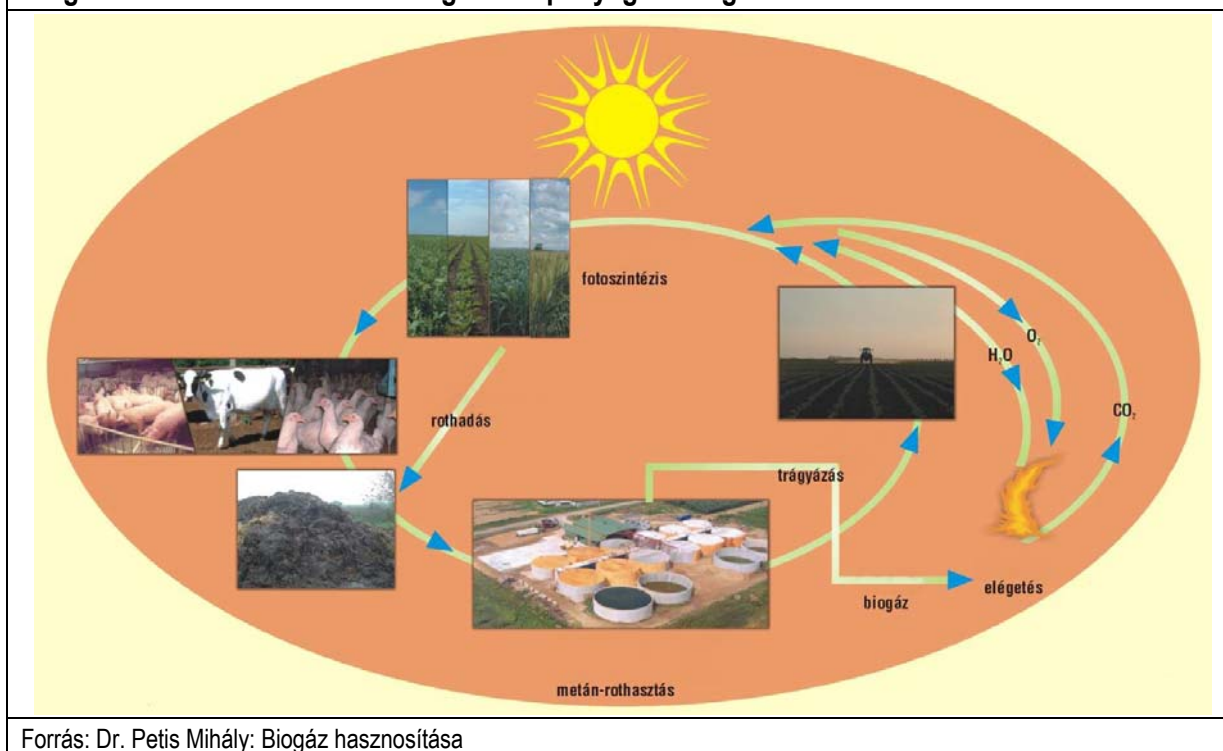 fotoszintézis
O₂
H₂O
CO₂
rothadás
trágyázás
biogáz
elégetés
metán-rothasztás
Forrás: Dr. Petis Mihály: Biogáz hasznosítása